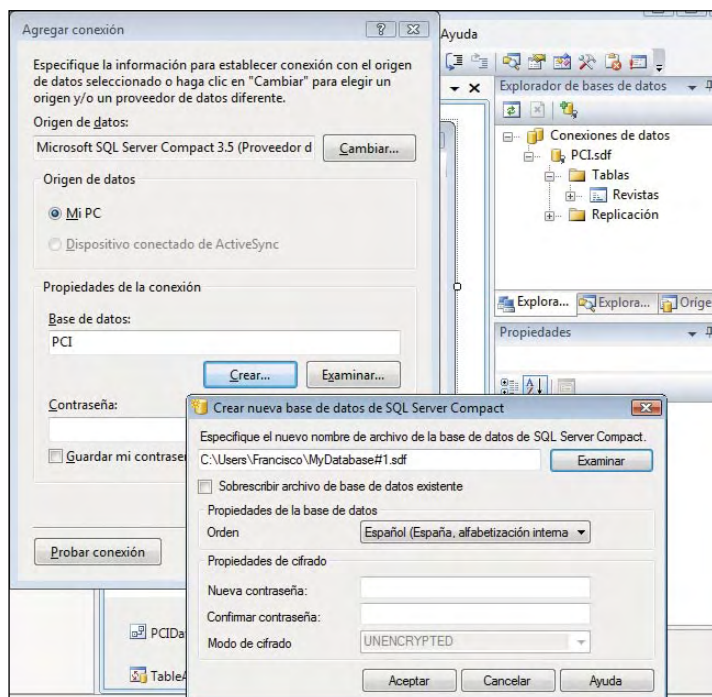 Agregar conexión
Especifique la información para establecer conexión con el origen
de datos seleccionado o haga clic en "Cambiar" para elegir un
origen y/o un proveedor de datos diferente.
Origen de datos:
Microsoft SQL Server Compact 3.5 (Proveedor d
Cambiar...
Origen de datos
Mi PC
Dispositivo conectado de ActiveSync
Propiedades de la conexión
Base de datos:
PCI
Crear...
Examinar...
Contraseña:
Guardar mi contraseñ
Probar conexión
Ayuda
Explorador de bases de datos
Conexiones de datos
PCI.sdf
Tablas
Revistas
Replicación
Explora...
Explora...
Oríge
Propiedades
Crear nueva base de datos de SQL Server Compact
Especifique el nuevo nombre de archivo de la base de datos de SQL Server Compact.
C:\Users\Francisco\MyDatabase#1.sdf
Examinar
Sobrescribir archivo de base de datos existente
Propiedades de la base de datos
Orden
Español (España, alfabetización interna
Propiedades de cifrado
Nueva contraseña:
Confirmar contraseña:
Modo de cifrado
UNENCRYPTED
Aceptar
Cancelar
Ayuda
PCIDa
TableA